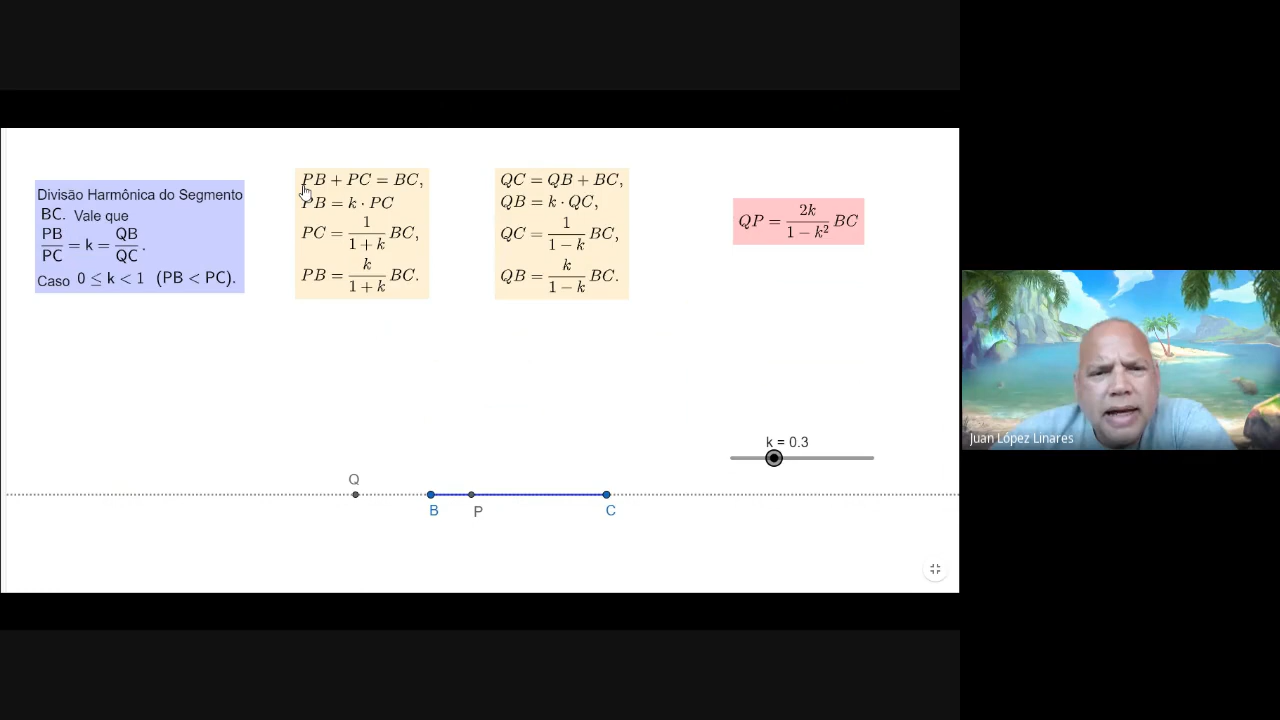 Divisão Harmônica do Segmento
BC. Vale que
PB/PC = k = QB/QC.
Caso 0 ≤ k < 1 (PB < PC).
PB + PC = BC,
PB = k · PC
PC = 1/(1 + k) BC,
PB = k/(1 + k) BC.
QC = QB + BC,
QB = k · QC,
QC = 1/(1 − k) BC,
QB = k/(1 − k) BC.
QP = 2k/(1 − k²) BC
k = 0.3
Q
B
P
C
Juan López Linares